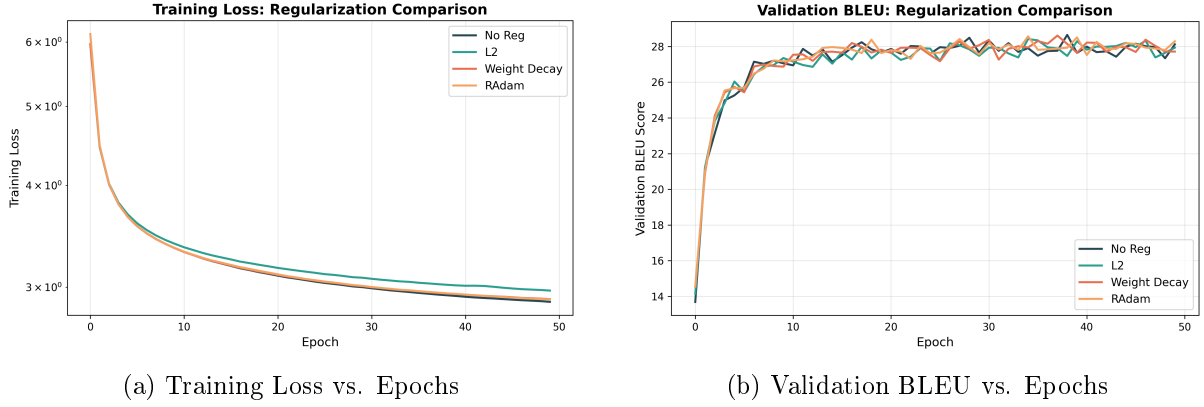 Training Loss: Regularization Comparison
Training Loss
6 × 10⁰
5 × 10⁰
4 × 10⁰
3 × 10⁰
No Reg
L2
Weight Decay
RAdam
0 10 20 30 40 50
Epoch
(a) Training Loss vs. Epochs
Validation BLEU: Regularization Comparison
Validation BLEU Score
28
26
24
22
20
18
16
14
No Reg
L2
Weight Decay
RAdam
0 10 20 30 40 50
Epoch
(b) Validation BLEU vs. Epochs